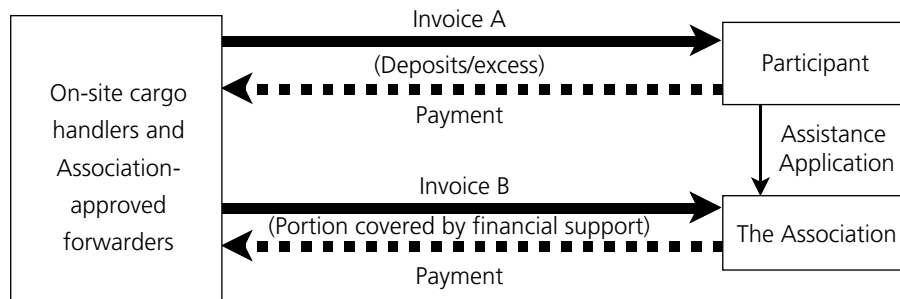 On-site cargo
handlers and
Association-
approved
forwarders
Invoice A
(Deposits/excess)
Payment
Participant
Assistance
Application
Invoice B
(Portion covered by financial support)
Payment
The Association